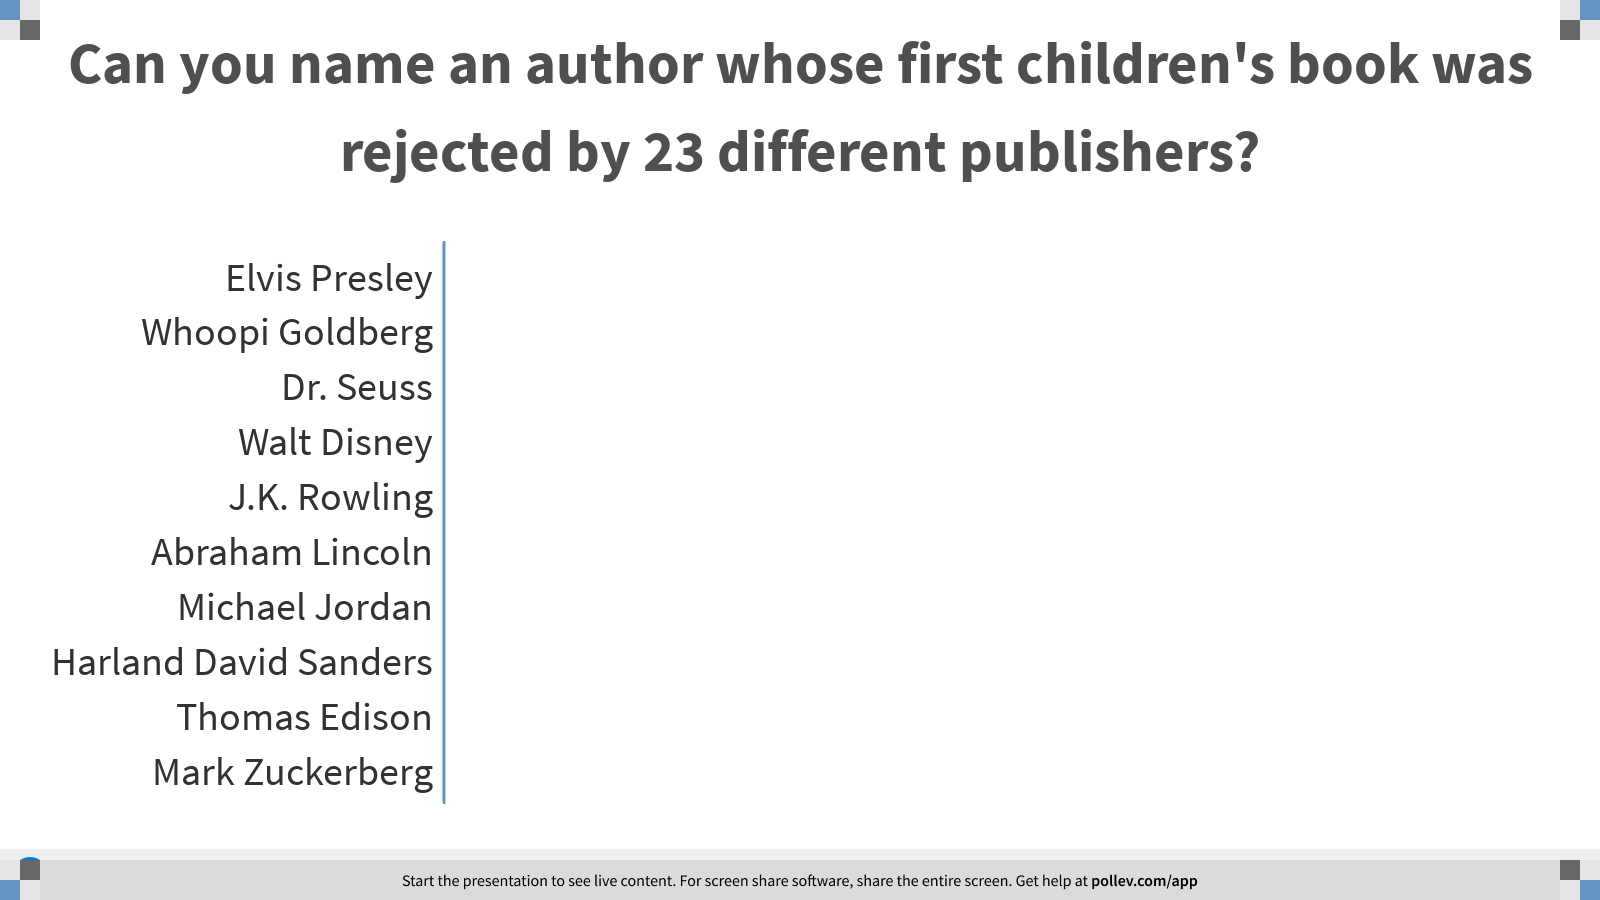 Can you name an author whose first children's book was
rejected by 23 different publishers?
Elvis Presley
Whoopi Goldberg
Dr. Seuss
Walt Disney
J.K. Rowling
Abraham Lincoln
Michael Jordan
Harland David Sanders
Thomas Edison
Mark Zuckerberg
Start the presentation to see live content. For screen share software, share the entire screen. Get help at pollev.com/app